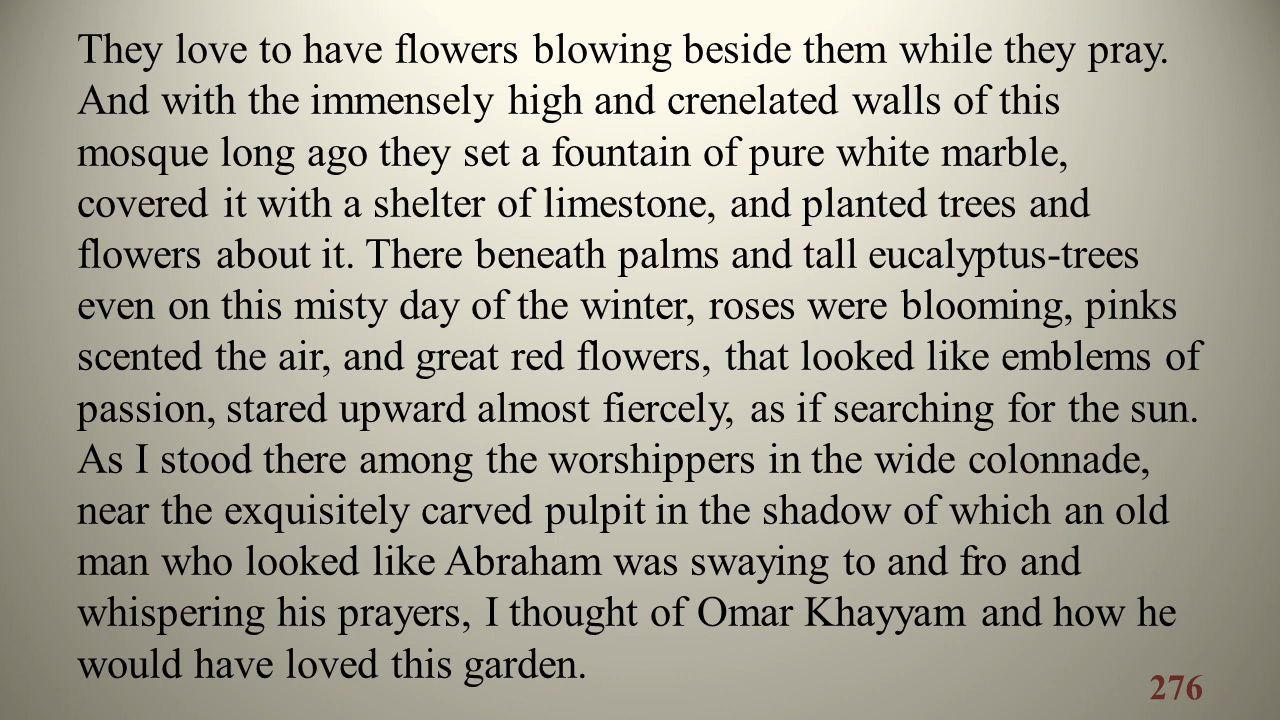 They love to have flowers blowing beside them while they pray.
And with the immensely high and crenelated walls of this
mosque long ago they set a fountain of pure white marble,
covered it with a shelter of limestone, and planted trees and
flowers about it. There beneath palms and tall eucalyptus-trees
even on this misty day of the winter, roses were blooming, pinks
scented the air, and great red flowers, that looked like emblems of
passion, stared upward almost fiercely, as if searching for the sun.
As I stood there among the worshippers in the wide colonnade,
near the exquisitely carved pulpit in the shadow of which an old
man who looked like Abraham was swaying to and fro and
whispering his prayers, I thought of Omar Khayyam and how he
would have loved this garden.
276